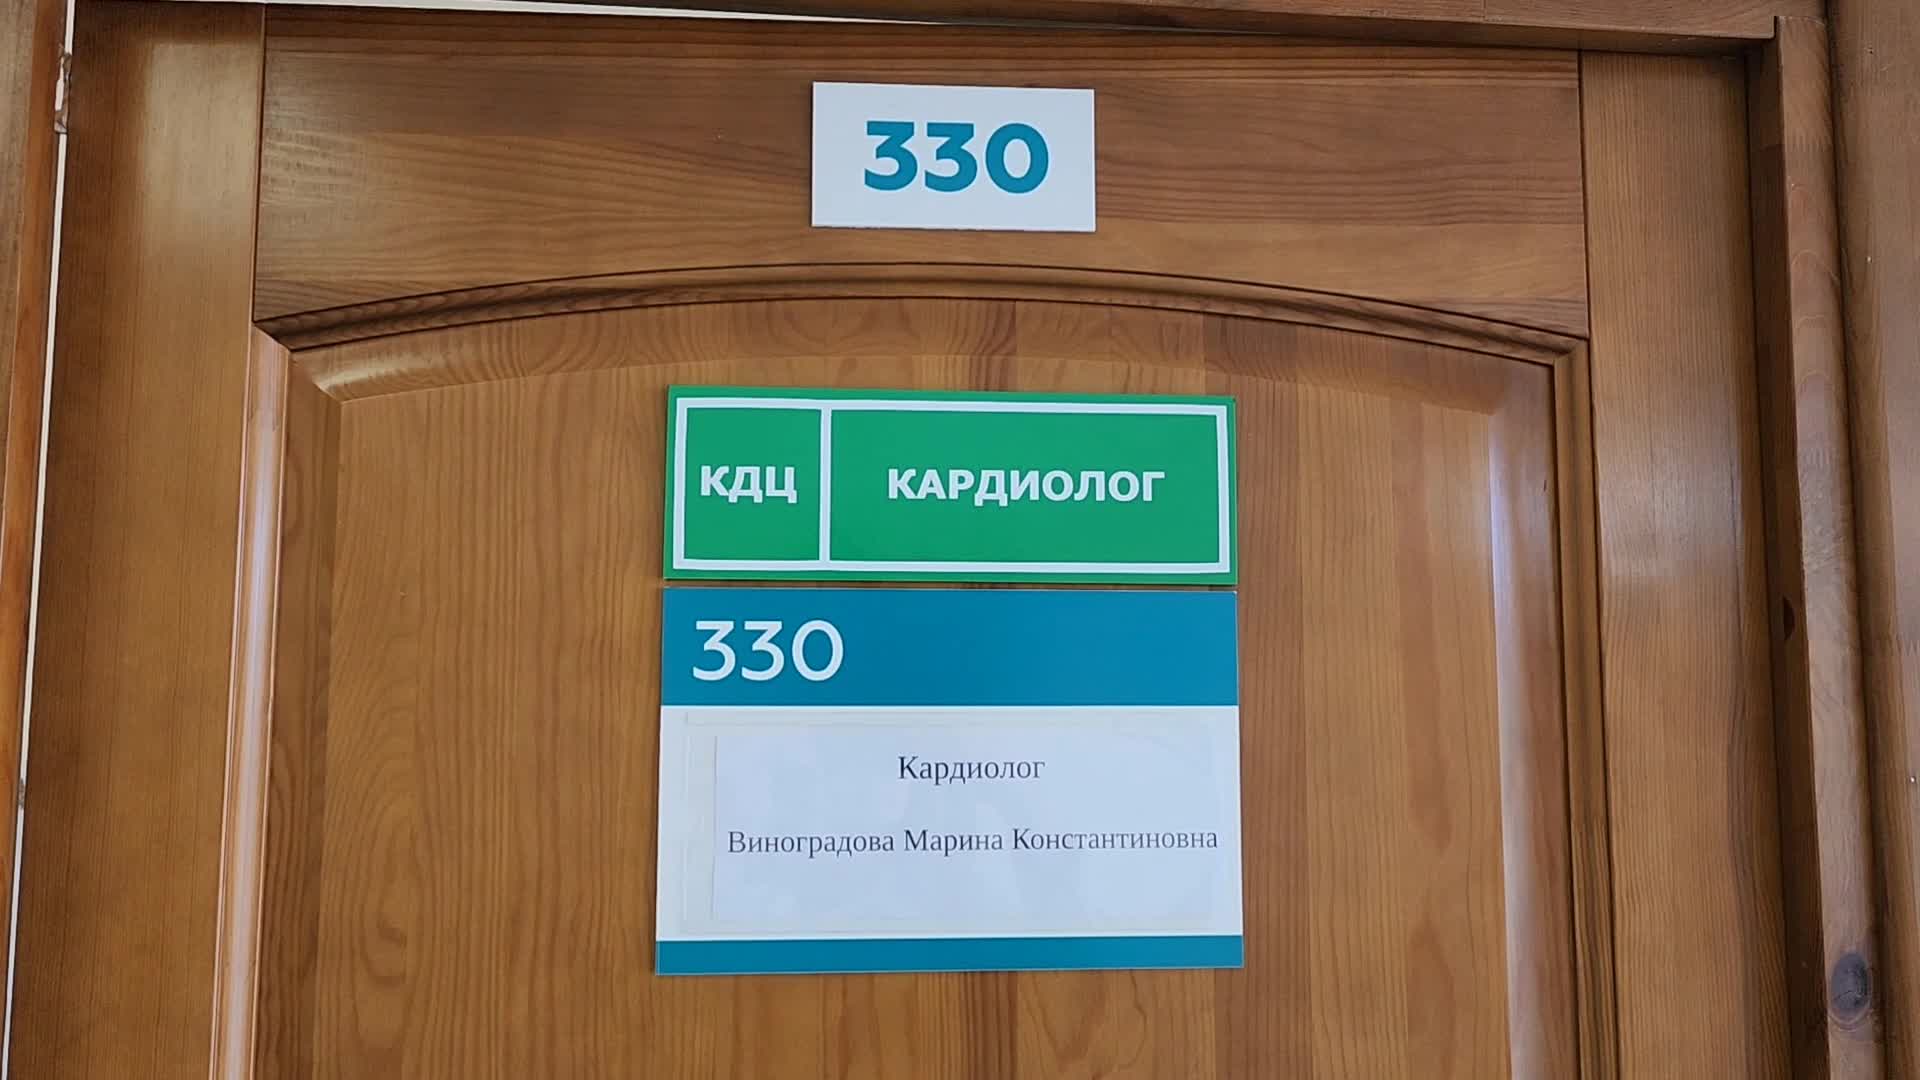 330
КДЦ КАРДИОЛОГ
330
Кардиолог
Виноградова Марина Константиновна